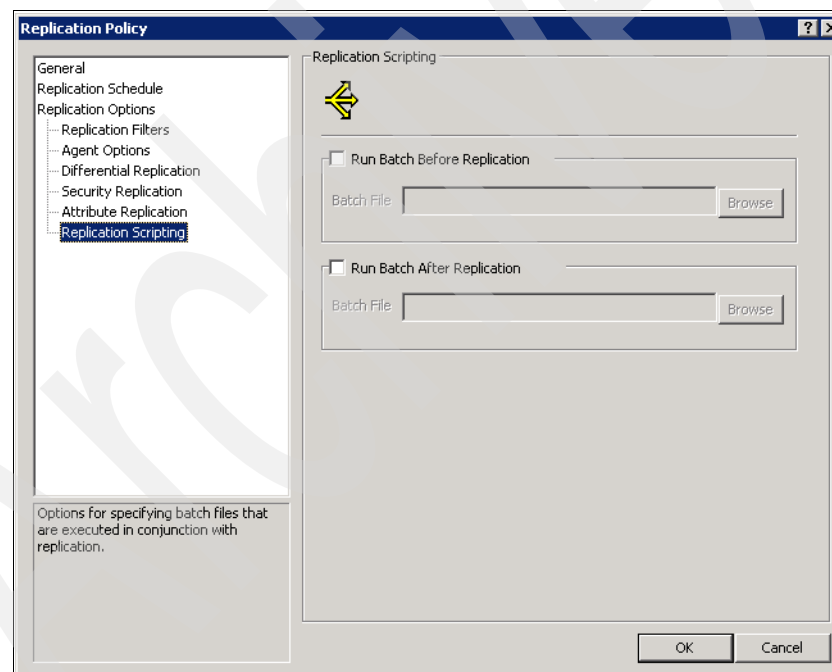 Replication Policy
General
Replication Schedule
Replication Options
Replication Filters
Agent Options
Differential Replication
Security Replication
Attribute Replication
Replication Scripting
Options for specifying batch files that
are executed in conjunction with
replication.
Replication Scripting
Run Batch Before Replication
Batch File
Browse
Run Batch After Replication
Batch File
Browse
OK
Cancel